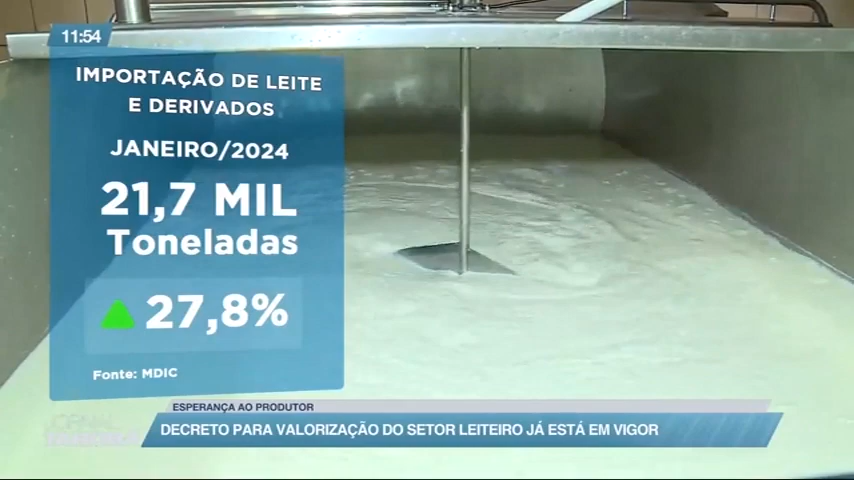 11:54
IMPORTAÇÃO DE LEITE
E DERIVADOS
JANEIRO/2024
21,7 MIL
Toneladas
27,8%
Fonte: MDIC
ESPERANÇA AO PRODUTOR
DECRETO PARA VALORIZAÇÃO DO SETOR LEITEIRO JÁ ESTÁ EM VIGOR